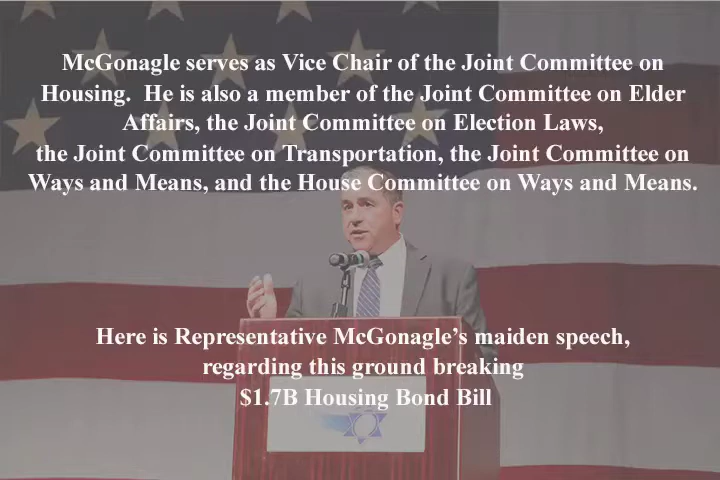 McGonagle serves as Vice Chair of the Joint Committee on
Housing.  He is also a member of the Joint Committee on Elder
Affairs, the Joint Committee on Election Laws,
the Joint Committee on Transportation, the Joint Committee on
Ways and Means, and the House Committee on Ways and Means.
Here is Representative McGonagle’s maiden speech,
regarding this ground breaking
$1.7B Housing Bond Bill